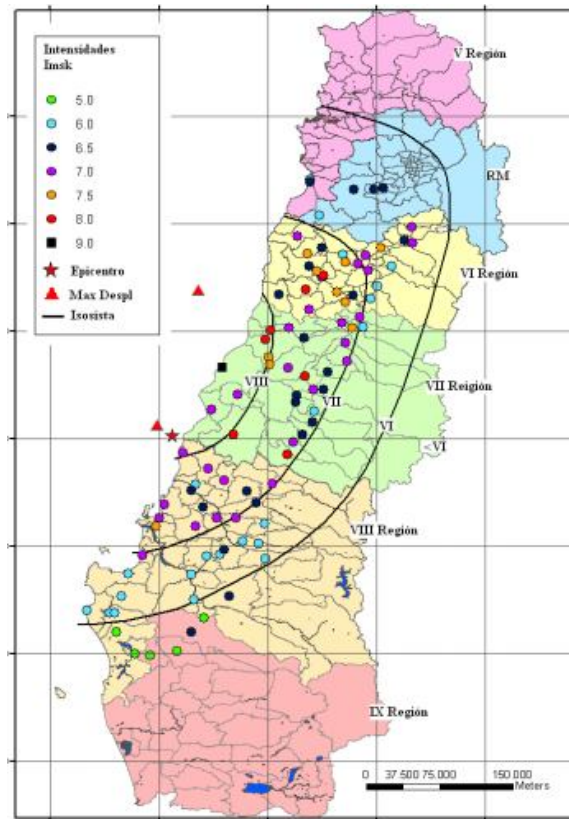 Intensidades
Imsk
5.0
6.0
6.5
7.0
7.5
8.0
9.0
Epicentro
Max Despl
Isosista
V Región
RM
VI Región
VII Reigión
VIII
VII
VI
<VI
VIII Región
IX Región
0 37 500 75.000 150 000
Meters